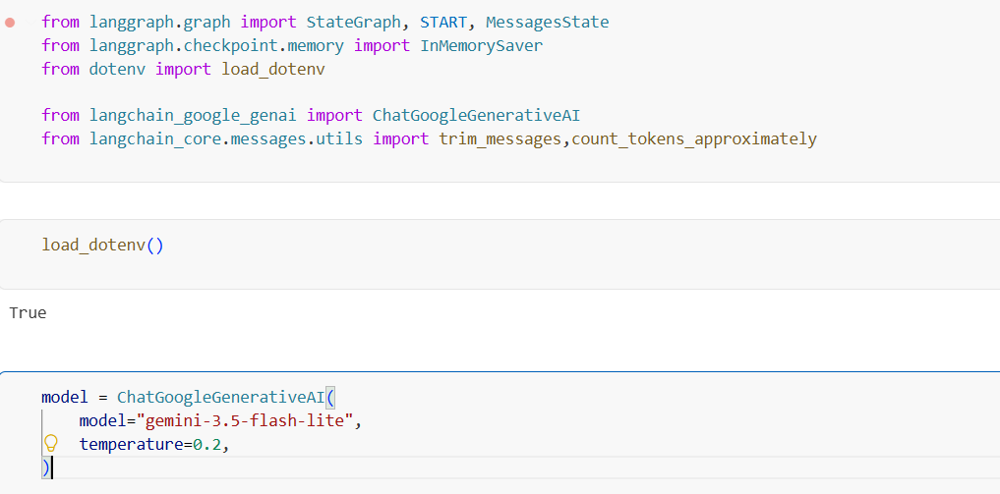 from langgraph.graph import StateGraph, START, MessagesState
from langgraph.checkpoint.memory import InMemorySaver
from dotenv import load_dotenv
from langchain_google_genai import ChatGoogleGenerativeAI
from langchain_core.messages.utils import trim_messages,count_tokens_approximately
load_dotenv()
True
model = ChatGoogleGenerativeAI(
    model="gemini-3.5-flash-lite",
    temperature=0.2,
)